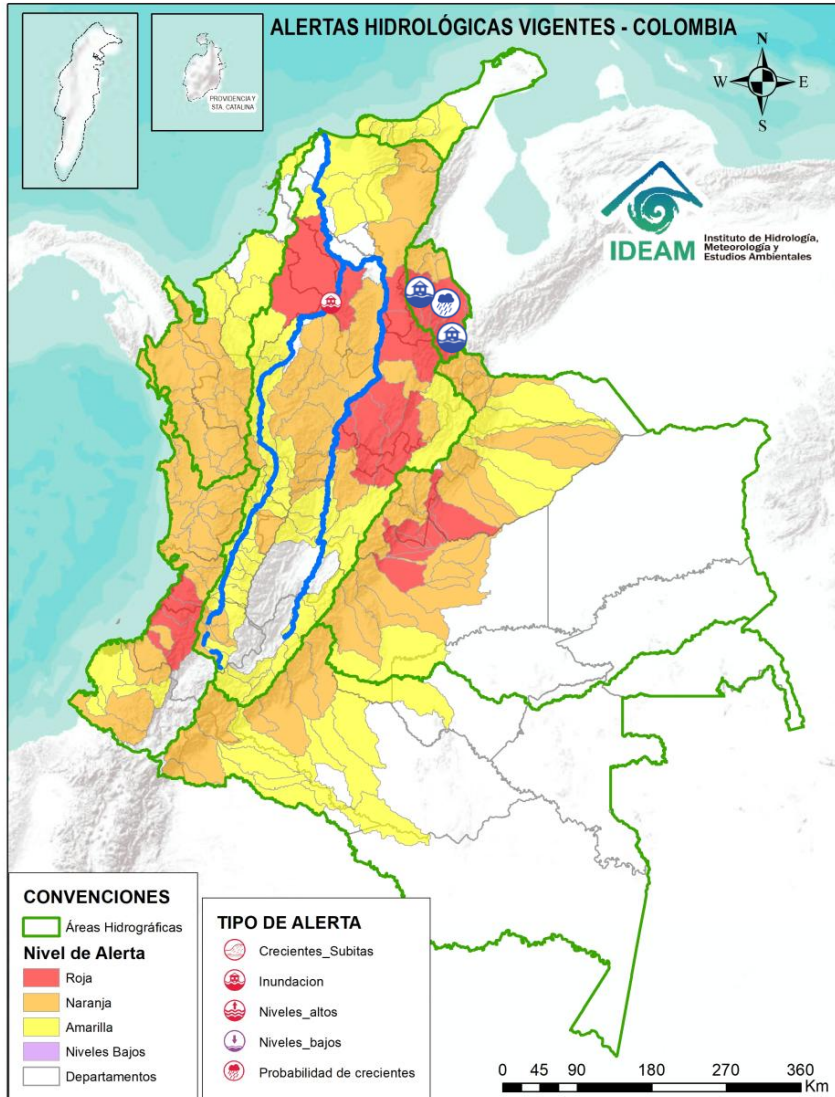 ALERTAS HIDROLÓGICAS VIGENTES - COLOMBIA
PROVIDENCIA Y
STA. CATALINA
N
W
E
S
IDEAM
Instituto de Hidrología,
Meteorología y
Estudios Ambientales
CONVENCIONES
Áreas Hidrográficas
Nivel de Alerta
Roja
Naranja
Amarilla
Niveles Bajos
Departamentos
TIPO DE ALERTA
Crecientes_Subitas
Inundacion
Niveles_altos
Niveles_bajos
Probabilidad de crecientes
0 45 90 180 270 360
Km